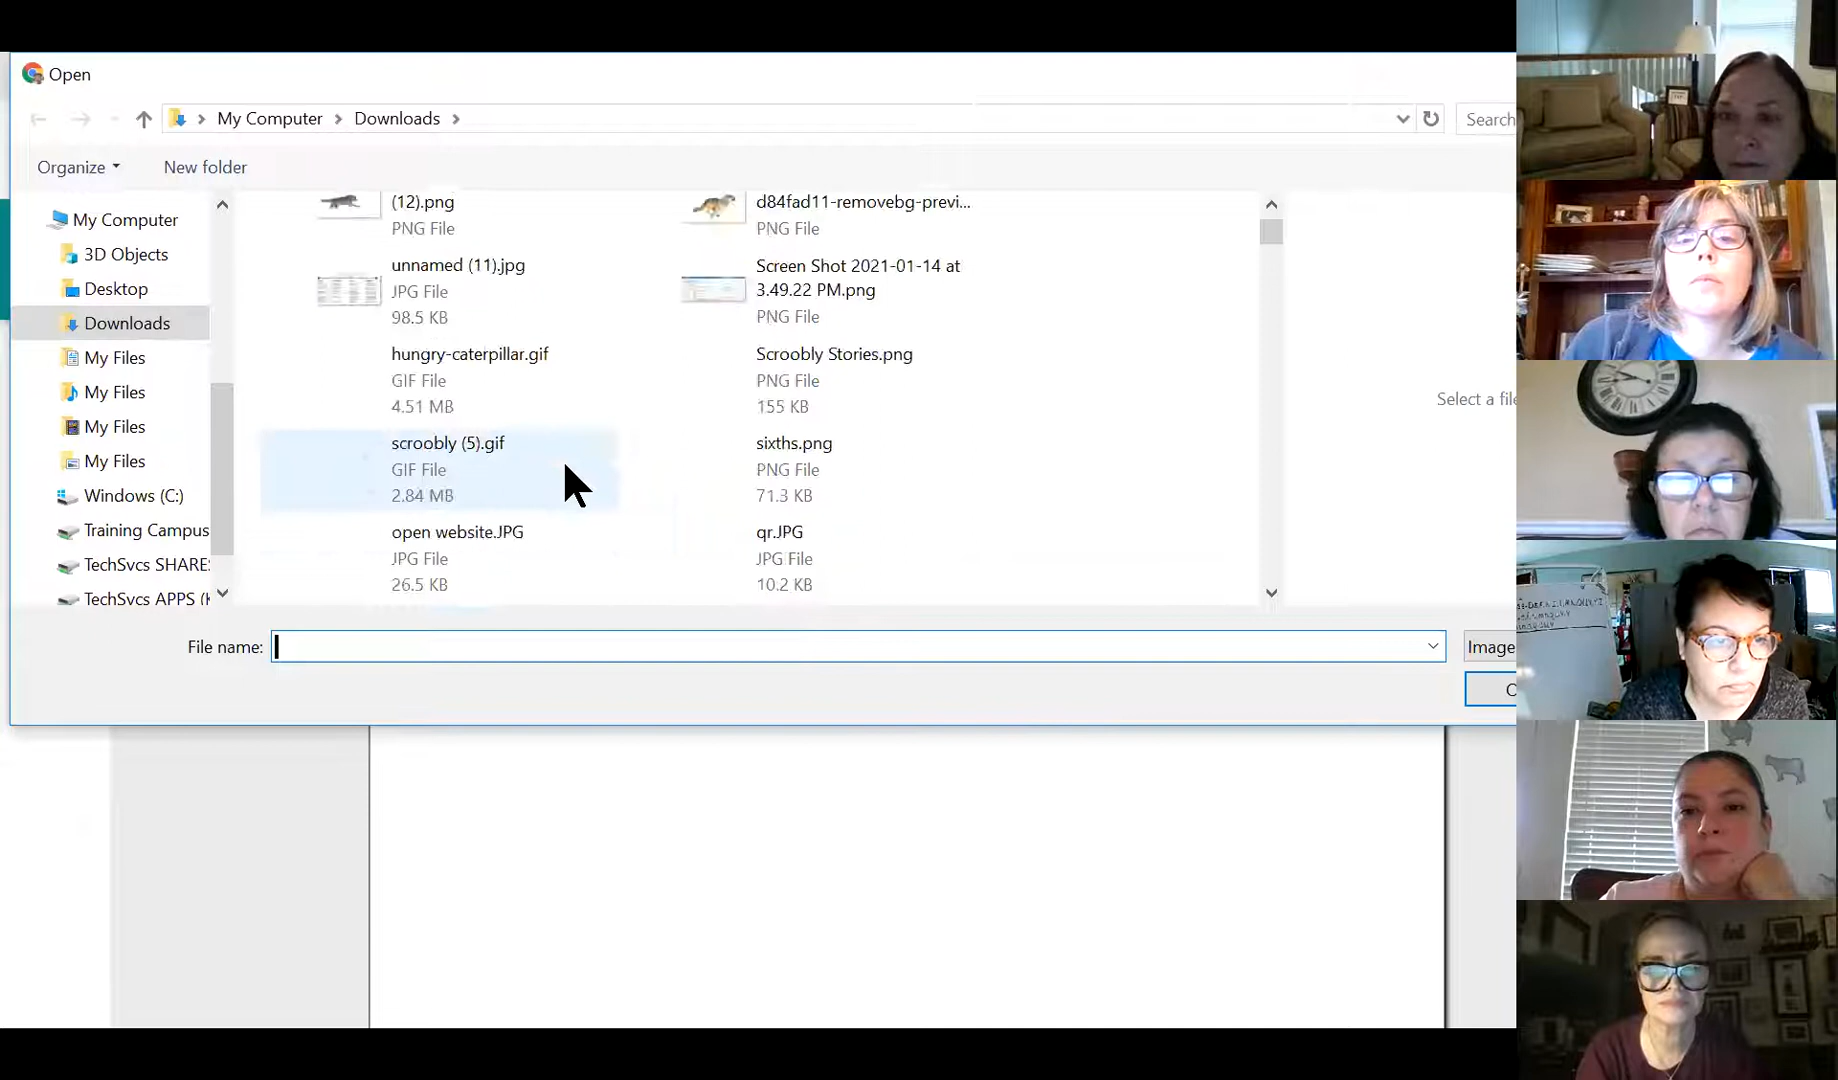 Open
My Computer
Downloads
Search
Organize
New folder
My Computer
3D Objects
Desktop
Downloads
My Files
My Files
My Files
My Files
Windows (C:)
Training Campus
TechSvcs SHARE
TechSvcs APPS (
(12).png
PNG File
d84fad11-removebg-previ...
PNG File
unnamed (11).jpg
JPG File
98.5 KB
Screen Shot 2021-01-14 at
3.49.22 PM.png
PNG File
hungry-caterpillar.gif
GIF File
4.51 MB
Scroobly Stories.png
PNG File
155 KB
scroobly (5).gif
GIF File
2.84 MB
sixths.png
PNG File
71.3 KB
open website.JPG
JPG File
26.5 KB
qr.JPG
JPG File
10.2 KB
Select a file
File name:
Image